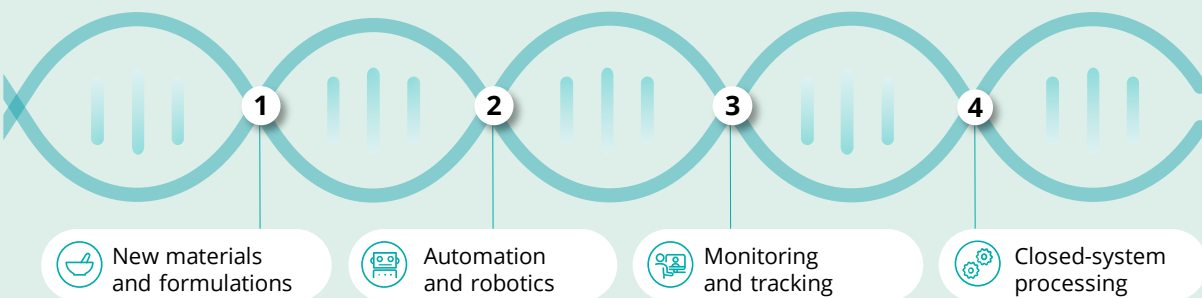 1
2
3
4
New materials
and formulations
Automation
and robotics
Monitoring
and tracking
Closed-system
processing